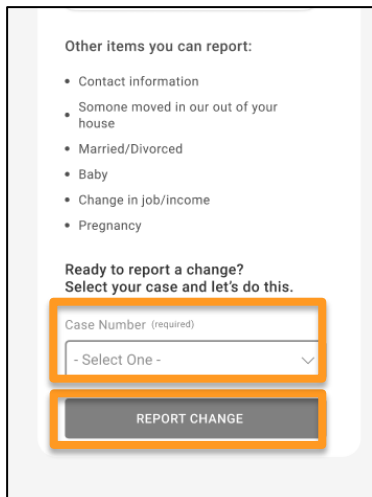 Other items you can report:
• Contact information
• Somone moved in our out of your
house
• Married/Divorced
• Baby
• Change in job/income
• Pregnancy
Ready to report a change?
Select your case and let's do this.
Case Number (required)
- Select One -
REPORT CHANGE